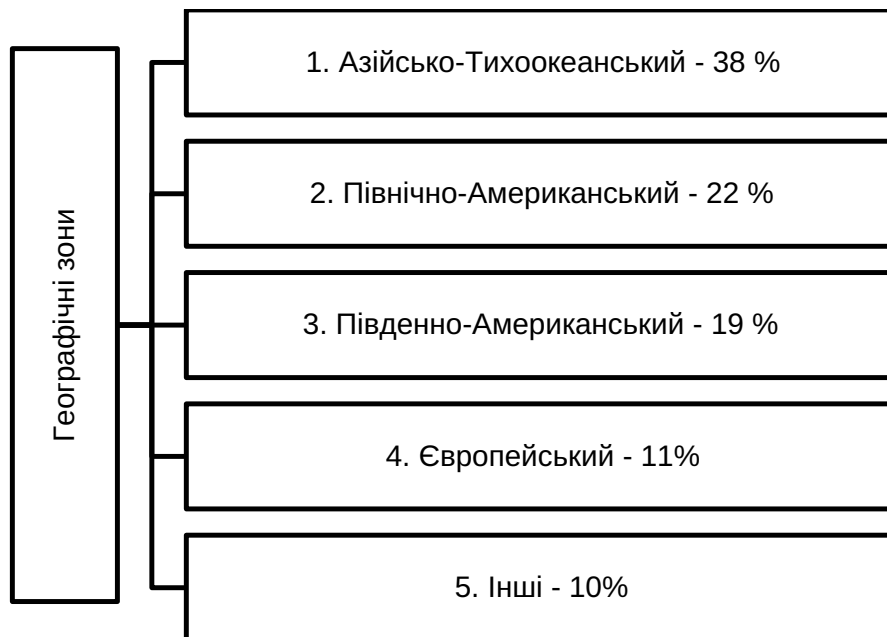 Географічні зони
1. Азійсько-Тихоокеанський - 38 %
2. Північно-Американський - 22 %
3. Південно-Американський - 19 %
4. Європейський - 11%
5. Інші - 10%